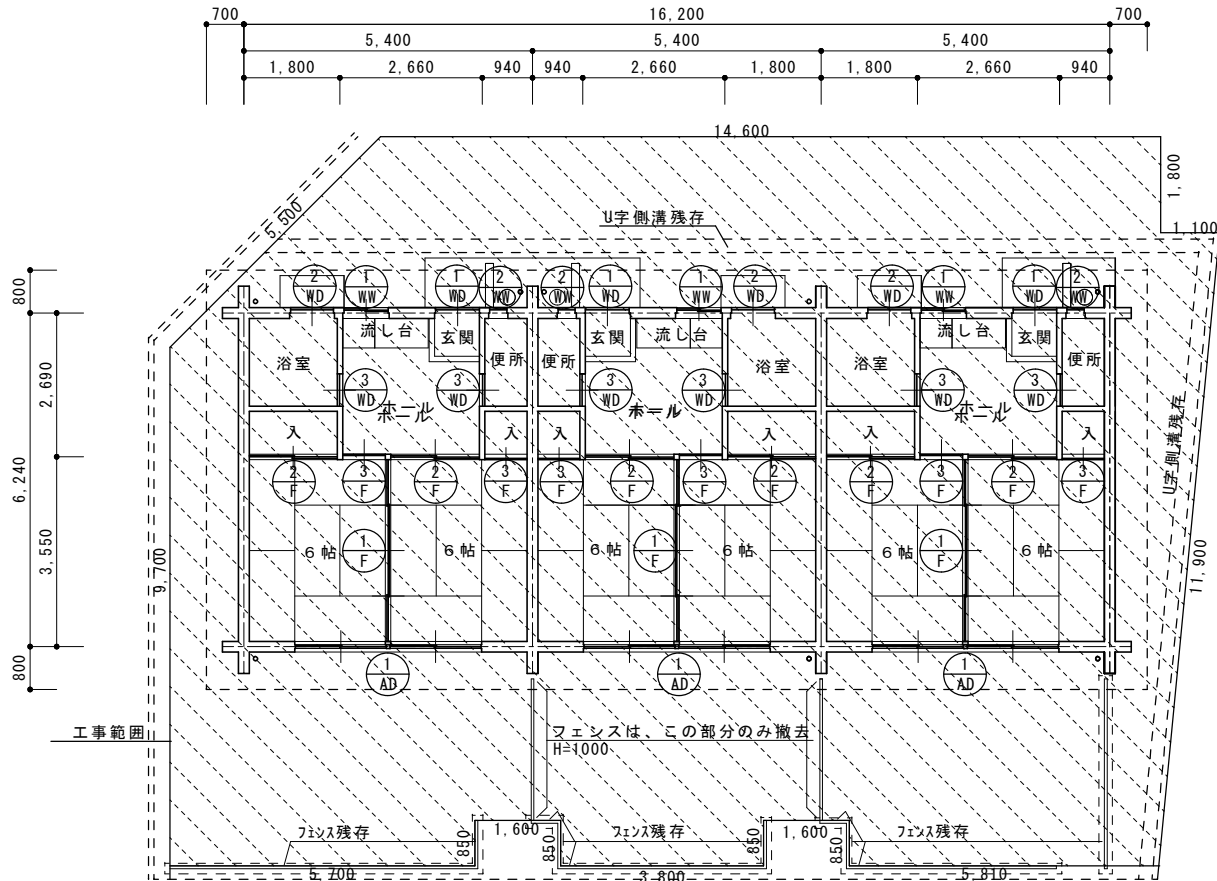 700 16,200 700
5,400 5,400 5,400
1,800 2,660 940 940 2,660 1,800 1,800 2,660 940
14,600
1,800
5,500
U字側溝残存
1,100
800
2 WD 1 WW 1 WD 2 WW 2 WW 1 WD 1 WW 2 WD 2 WD 1 WW 1 WD 2 WW
流し台 玄関 玄関 流し台 流し台 玄関
浴室 便所 便所 浴室 浴室 便所
2,690
3 WD 3 WD 3 WD 3 WD 3 WD 3 WD
ホール ホール ホール ホール ホール
入 入 入 入 入 入
U字側溝残存
6,240
2 F 3 F 2 F 3 F 3 F 2 F 3 F 2 F 2 F 3 F 2 F 3 F
3,550
6帖 1 F 6帖 6帖 1 F 6帖 6帖 1 F 6帖
9,700
11,900
800
1 AD 1 AD 1 AD
工事範囲
フェンスは、この部分のみ撤去
H=1000
フェンス残存 850 1,600 850 フェンス残存 850 1,600 850 フェンス残存
5,700 3,800 5,810